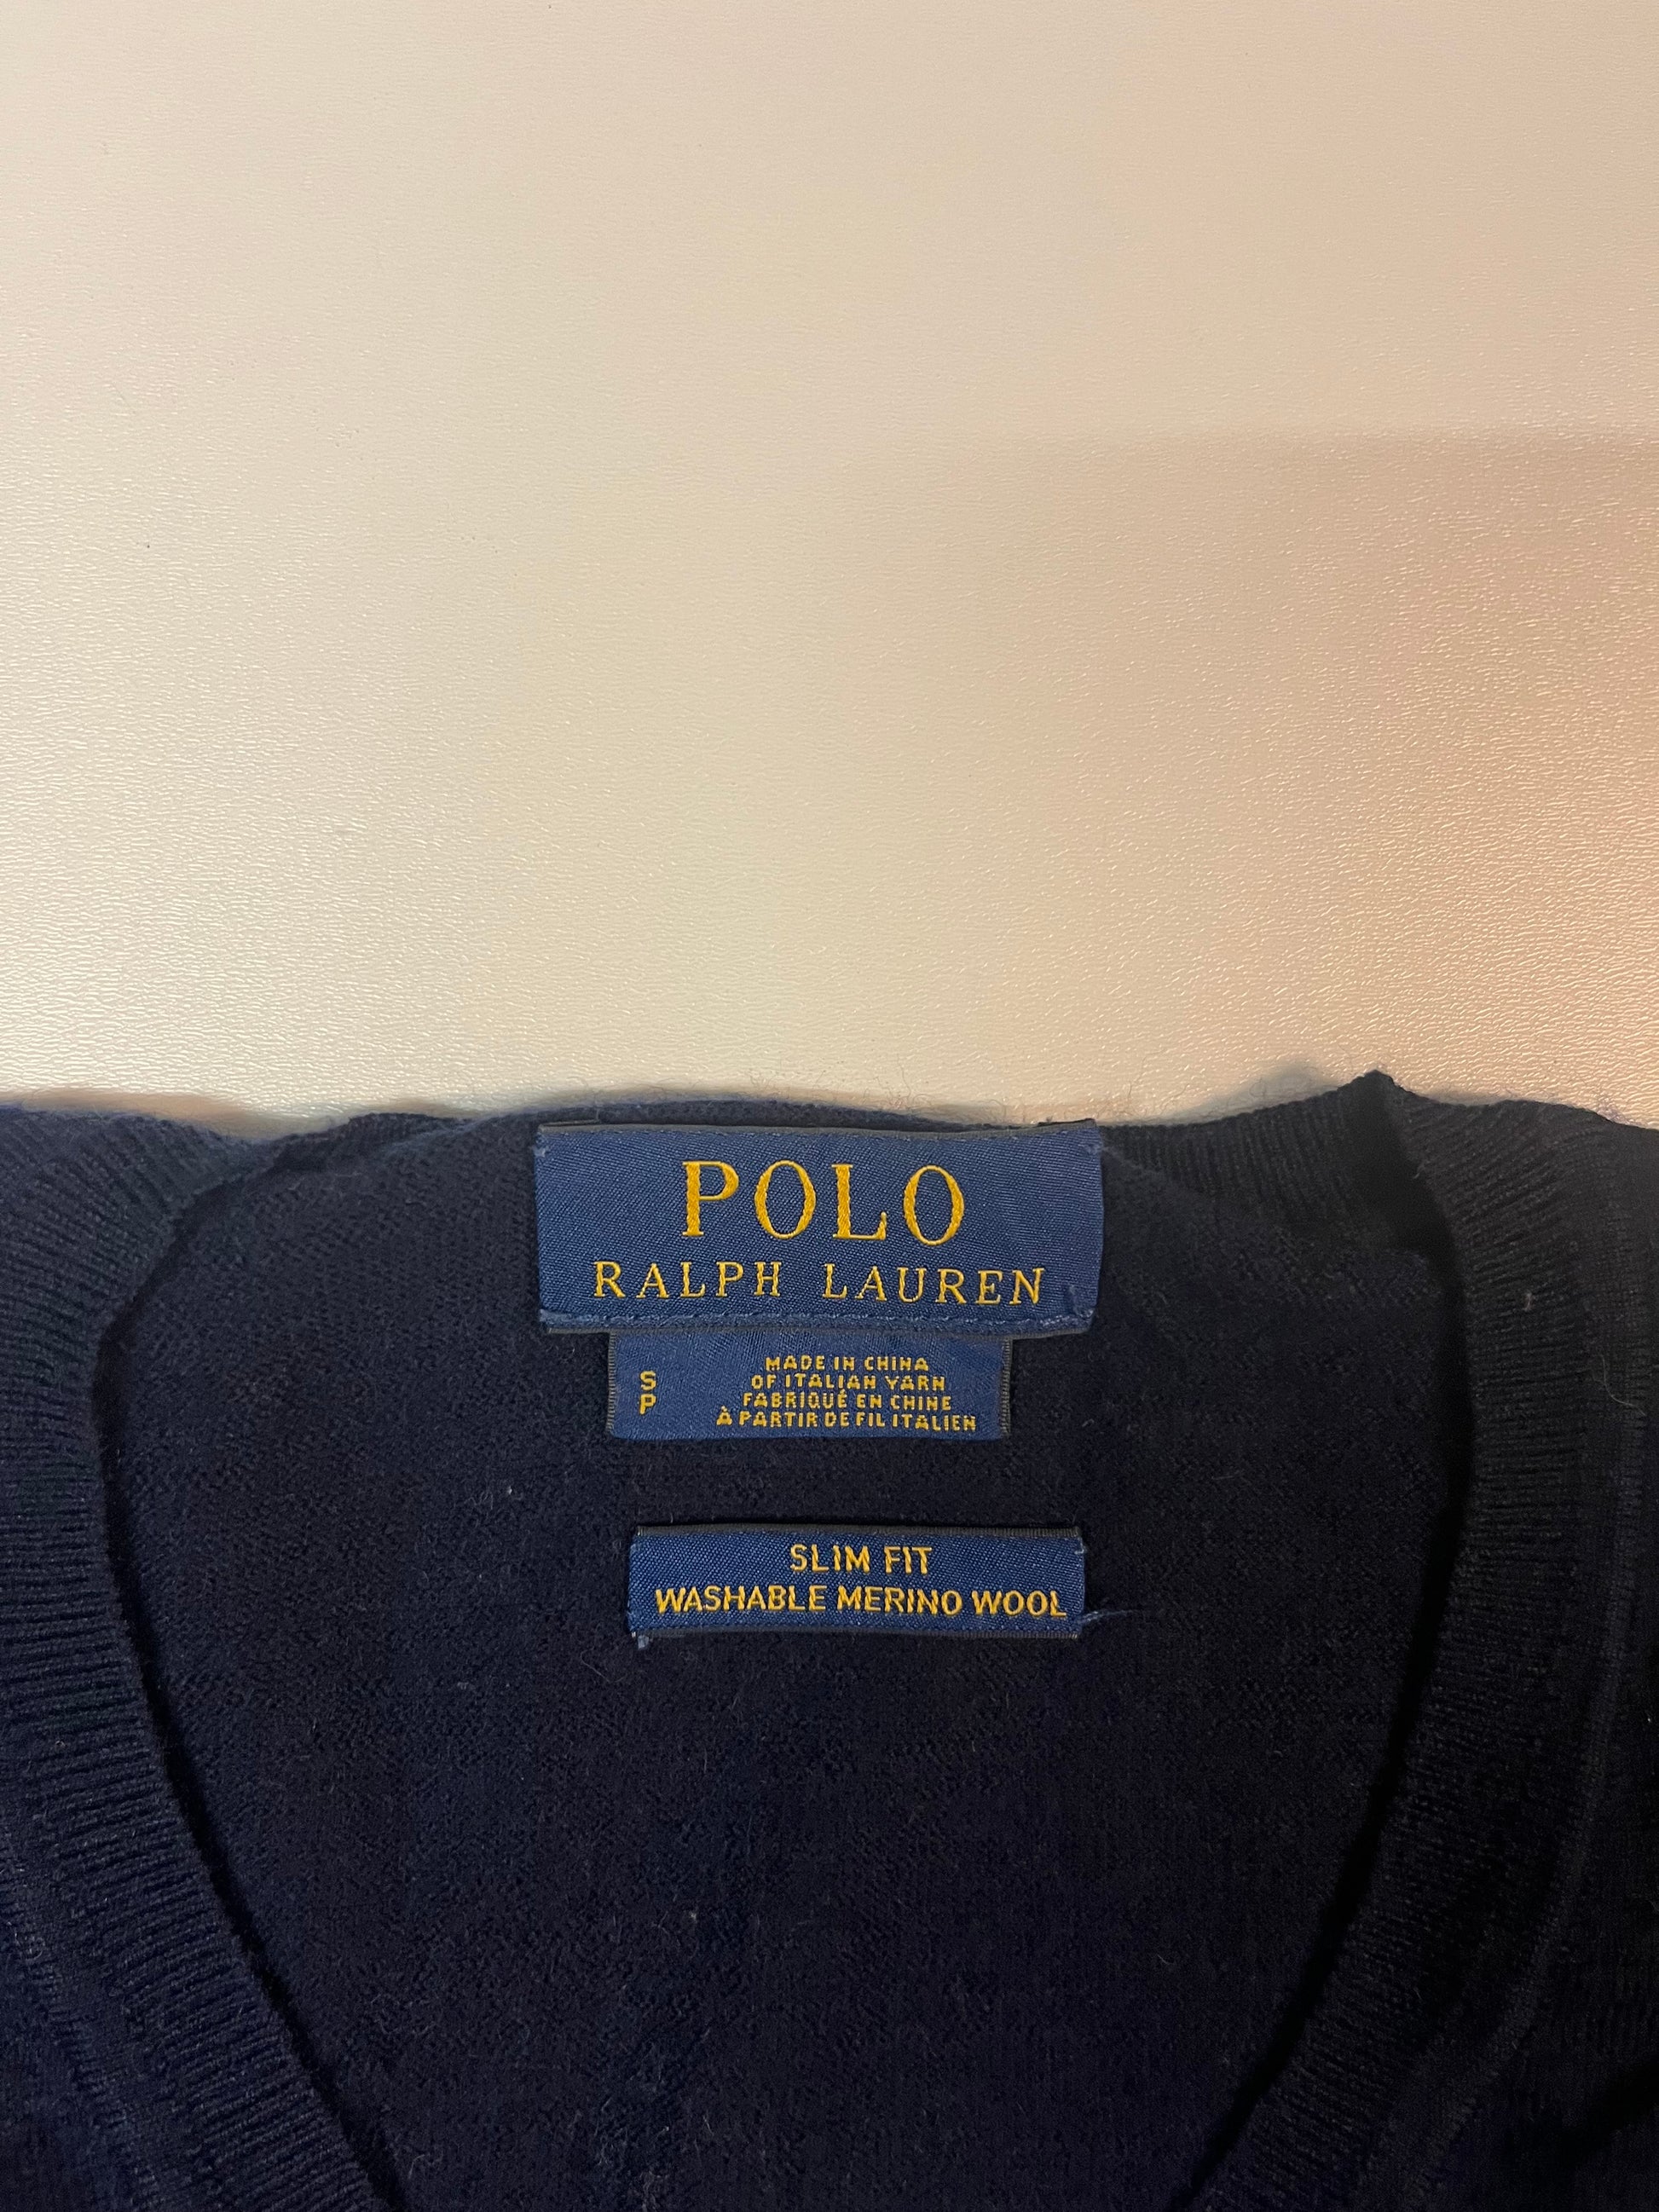 POLO
RALPH LAUREN
S
P
MADE IN CHINA
OF ITALIAN YARN
FABRIQUÉ EN CHINE
À PARTIR DE FIL ITALIEN
SLIM FIT
WASHABLE MERINO WOOL